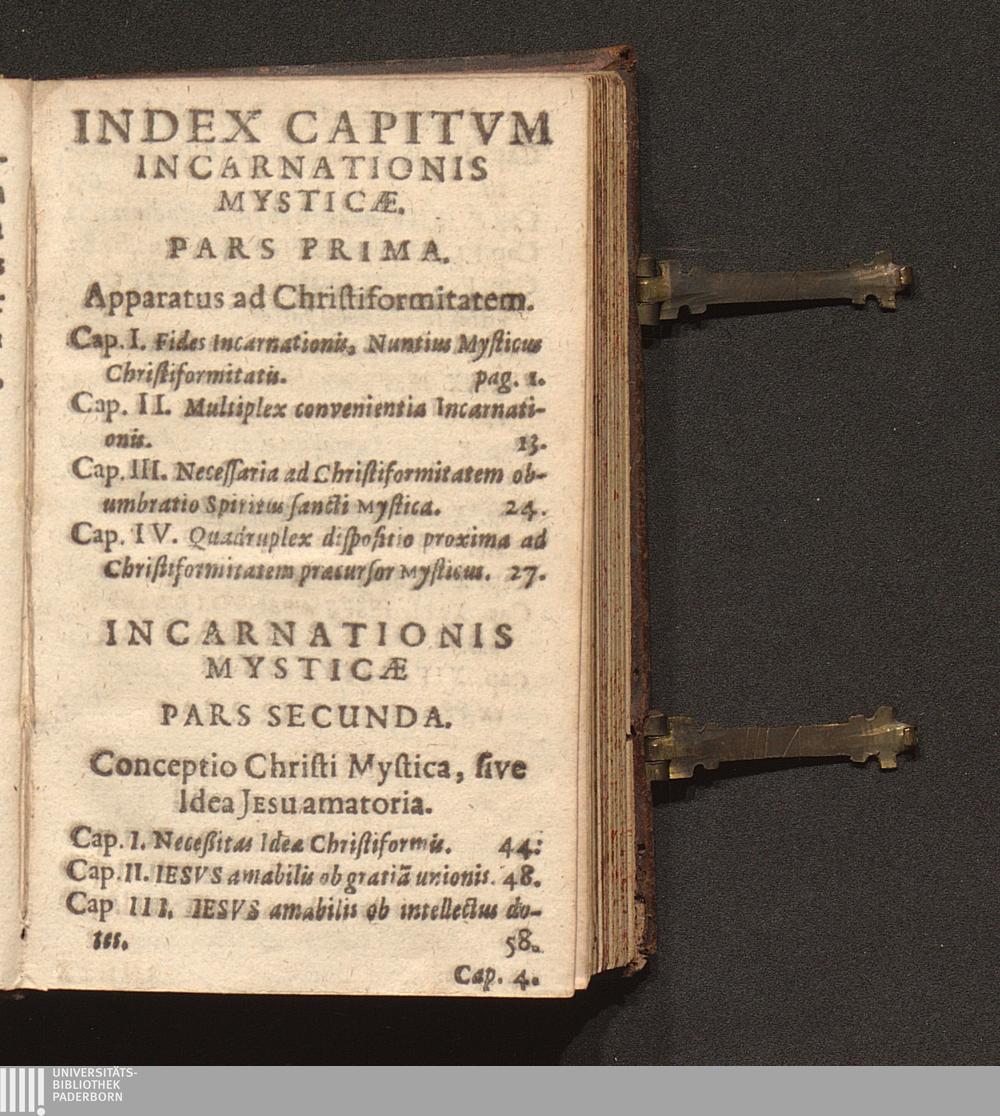 INDEX CAPITVM
INCARNATIONIS
MYSTICÆ.
PARS PRIMA.
Apparatus ad Chriſtiformitatem.
Cap. I. Fides Incarnationis, Nuntius Myſticus
Chriſtiformitatis. pag. 1.
Cap. II. Multiplex convenientia Incarnati-
onis. 13.
Cap. III. Neceſſaria ad Chriſtiformitatem ob-
umbratio Spiritus ſancti Myſtica. 24.
Cap. IV. Quadruplex diſpoſitio proxima ad
Chriſtiformitatem præcurſor Myſticus. 27.
INCARNATIONIS
MYSTICÆ
PARS SECUNDA.
Conceptio Chriſti Myſtica, ſive
Idea JESU amatoria.
Cap. I. Neceſſitas Ideæ Chriſtiformis. 44.
Cap. II. IESVS amabilis ob gratiã unionis. 48.
Cap III. IESVS amabilis ob intellectus do-
tes. 58.
Cap. 4.
UNIVERSITÄTS-
BIBLIOTHEK
PADERBORN